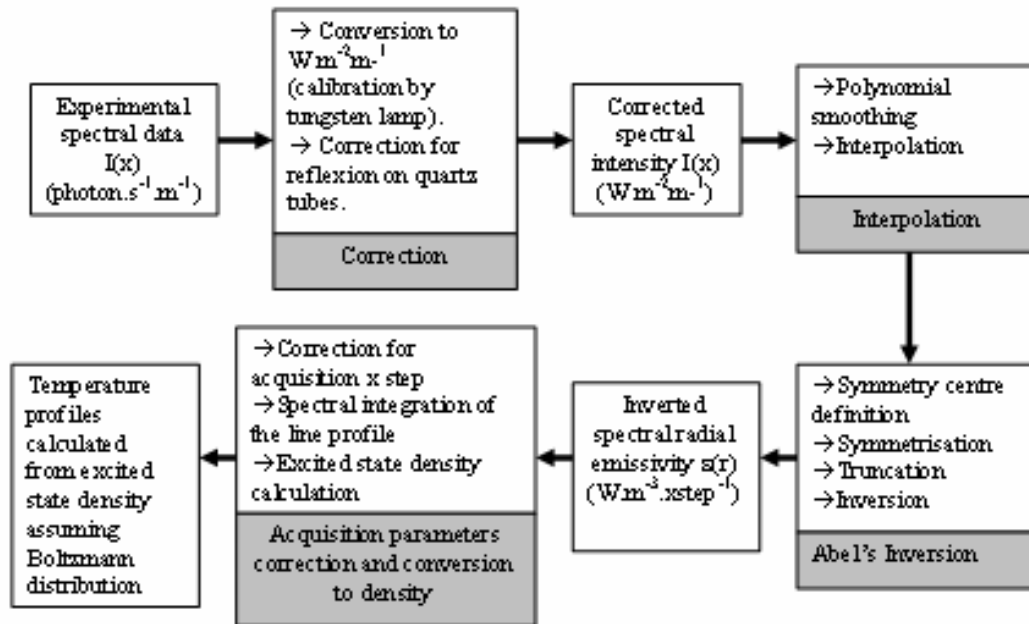 Experimental
spectral data
I(x)
(photon.s⁻¹.m⁻¹)
→ Conversion to
W.m⁻²m-¹
(calibration by
tungsten lamp).
→ Correction for
reflexion on quartz
tubes.
Correction
Corrected
spectral
intensity I(x)
(W.m⁻²m-¹)
→Polynomial
smoothing
→Interpolation
Interpolation
→Symmetry centre
definition
→Symmetrisation
→Truncation
→Inversion
Abel's Inversion
Inverted
spectral radial
emissivity ε(r)
(W.m⁻³.xstep⁻¹)
→Correction for
acquisition x step
→Spectral integration of
the line profile
→Excited state density
calculation
Acquisition parameters
correction and conversion
to density
Temperature
profiles
calculated
from excited
state density
assuming
Boltzmann
distribution